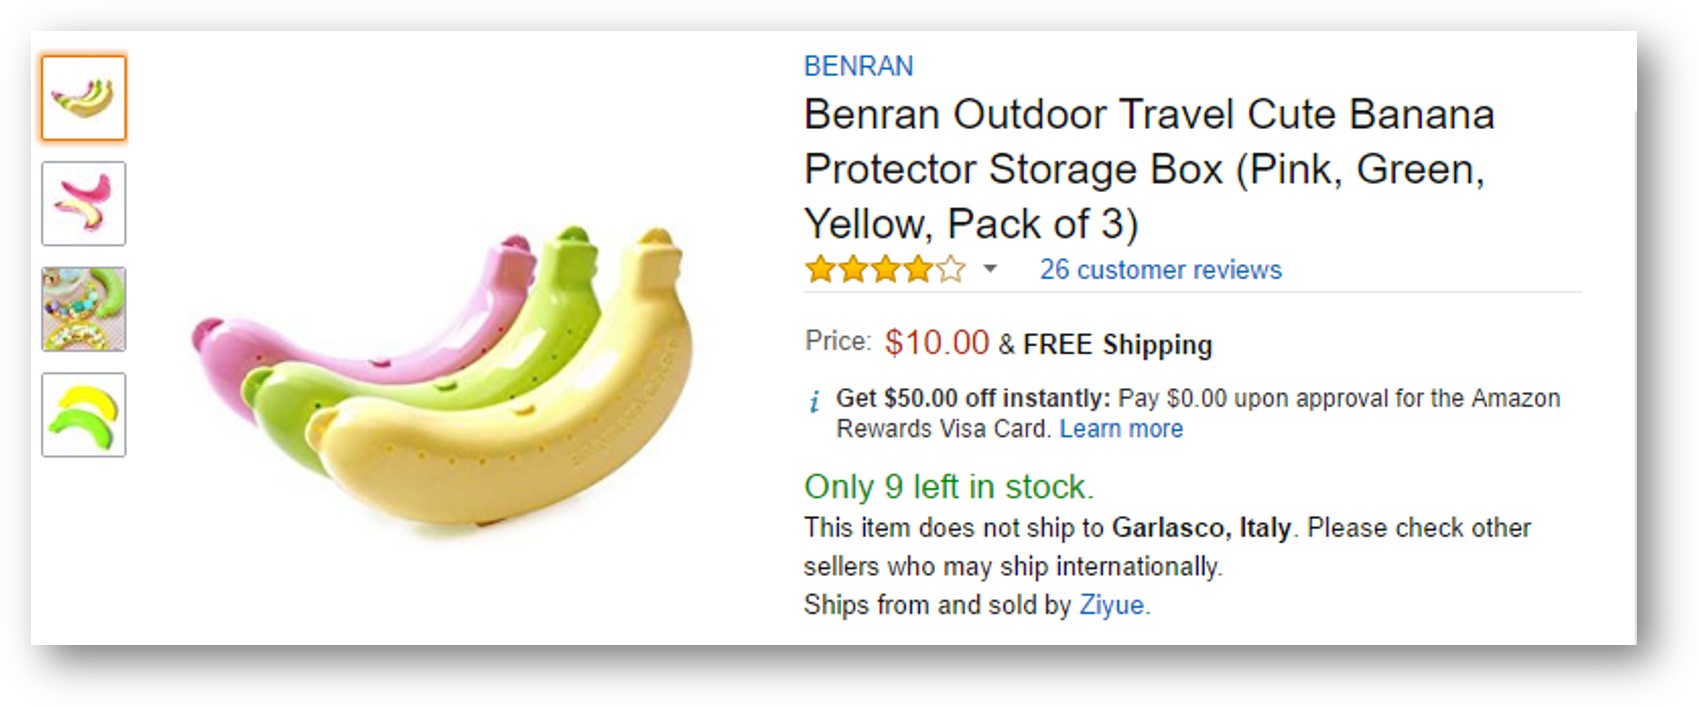 BENRAN
Benran Outdoor Travel Cute Banana
Protector Storage Box (Pink, Green,
Yellow, Pack of 3)
26 customer reviews
Price: $10.00 & FREE Shipping
i Get $50.00 off instantly: Pay $0.00 upon approval for the Amazon
Rewards Visa Card. Learn more
Only 9 left in stock.
This item does not ship to Garlasco, Italy. Please check other
sellers who may ship internationally.
Ships from and sold by Ziyue.